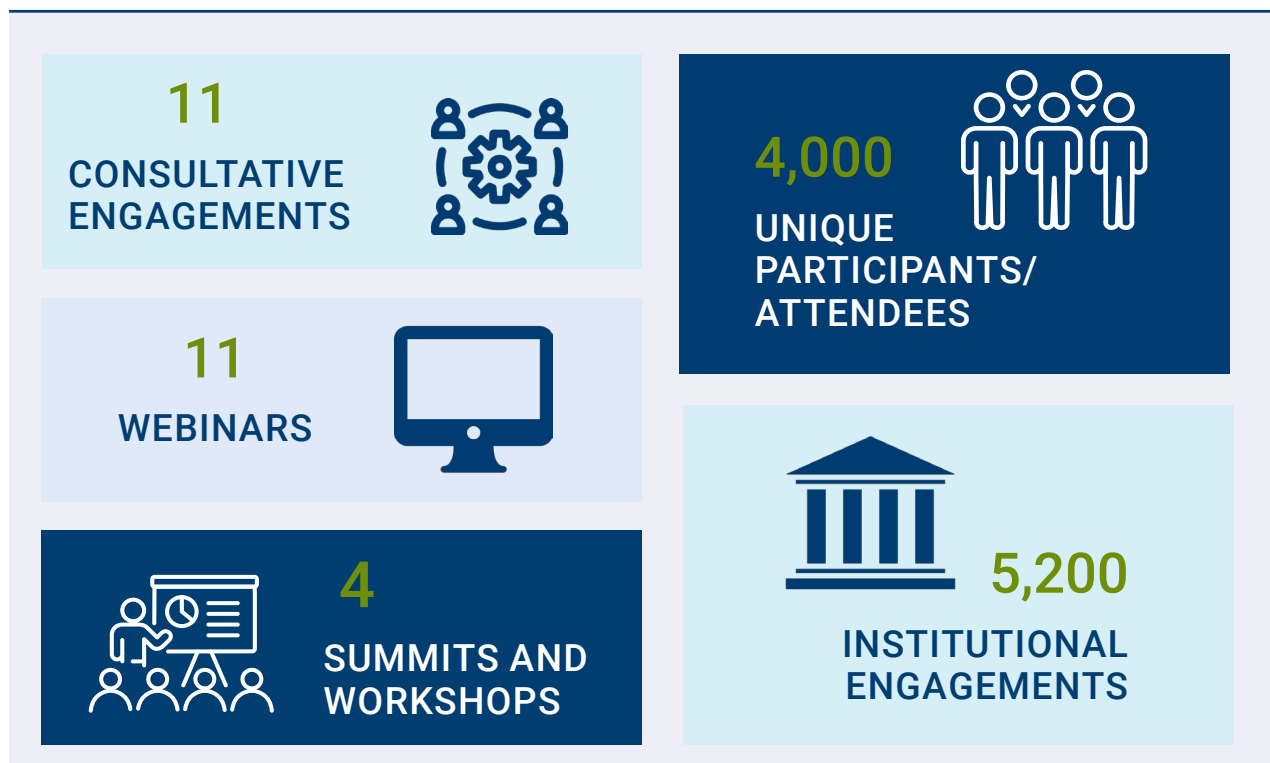 11
CONSULTATIVE
ENGAGEMENTS
11
WEBINARS
4
SUMMITS AND
WORKSHOPS
4,000
UNIQUE
PARTICIPANTS/
ATTENDEES
5,200
INSTITUTIONAL
ENGAGEMENTS